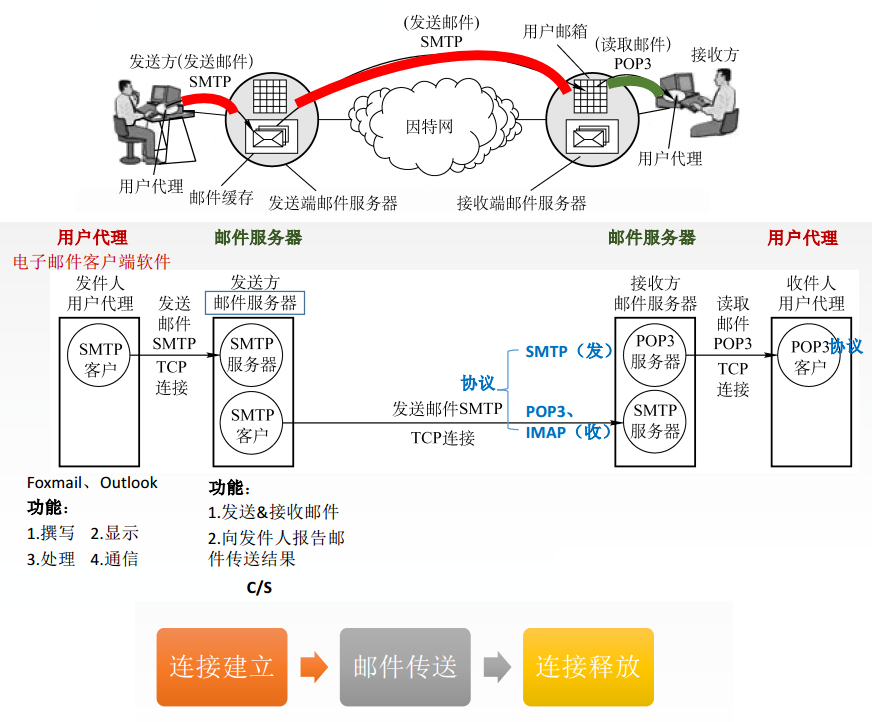 (发送邮件)
SMTP
用户邮箱
(读取邮件)
POP3
接收方
发送方(发送邮件)
SMTP
因特网
用户代理
邮件缓存
发送端邮件服务器
接收端邮件服务器
用户代理
用户代理
邮件服务器
邮件服务器
用户代理
电子邮件客户端软件
发件人
用户代理
发送
邮件
SMTP
TCP
连接
发送方
邮件服务器
接收方
邮件服务器
读取
邮件
POP3
TCP
连接
收件人
用户代理
SMTP
客户
SMTP
服务器
SMTP
客户
协议
SMTP（发）
POP3、
IMAP（收）
发送邮件SMTP
TCP连接
POP3
服务器
SMTP
服务器
POP3
客户
协议
Foxmail、Outlook
功能：
1.撰写 2.显示
3.处理 4.通信
功能：
1.发送&接收邮件
2.向发件人报告邮
件传送结果
C/S
连接建立
邮件传送
连接释放